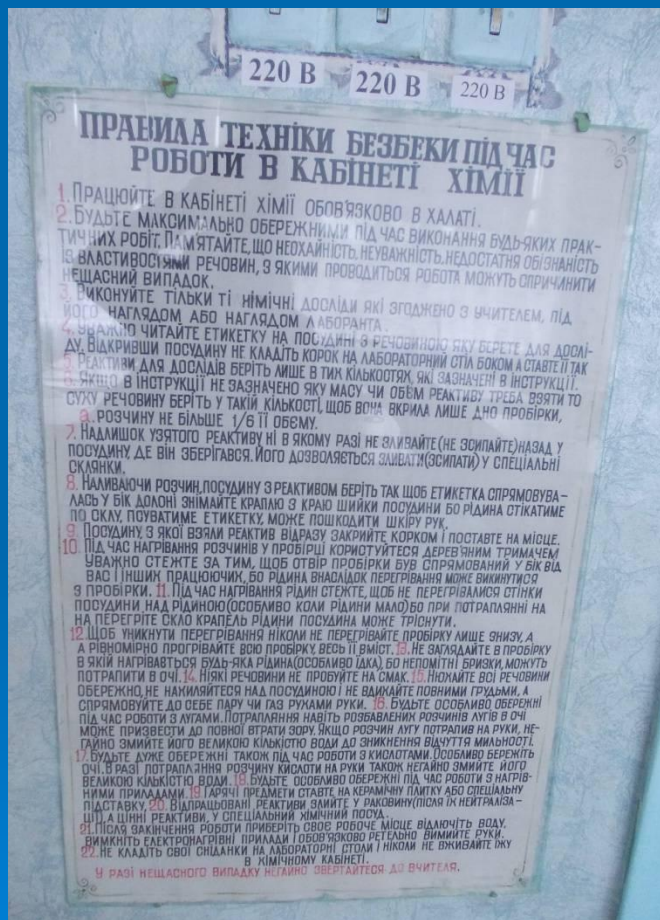 220 В
220 В
220 В
ПРАВИЛА ТЕХНІКИ БЕЗБЕКИ ПІД ЧАС
РОБОТИ В КАБІНЕТІ ХІМІЇ
1. ПРАЦЮЙТЕ В КАБІНЕТІ ХІМІЇ ОБОВ'ЯЗКОВО В ХАЛАТІ.
2. БУДЬТЕ МАКСИМАЛЬНО ОБЕРЕЖНИМИ ПІД ЧАС ВИКОНАННЯ БУДЬ-ЯКИХ ПРАК-
ТИЧНИХ РОБІТ. ПАМ'ЯТАЙТЕ, ЩО НЕОХАЙНІСТЬ, НЕУВАЖНІСТЬ, НЕДОСТАТНЯ ОБІЗНАНІСТЬ
ІЗ ВЛАСТИВОСТЯМИ РЕЧОВИН, З ЯКИМИ ПРОВОДИТЬСЯ РОБОТА МОЖУТЬ СПРИЧИНИТИ
НЕЩАСНИЙ ВИПАДОК.
3. ВИКОНУЙТЕ ТІЛЬКИ ТІ ХІМІЧНІ ДОСЛІДИ ЯКІ ЗГОДЖЕНО З УЧИТЕЛЕМ, ПІД
ЙОГО НАГЛЯДОМ АБО НАГЛЯДОМ ЛАБОРАНТА.
4. УВАЖНО ЧИТАЙТЕ ЕТИКЕТКУ НА ПОСУДИНІ З РЕЧОВИНОЮ ЯКУ БЕРЕТЕ ДЛЯ ДОСЛІ-
ДУ. ВІДКРИВШИ ПОСУДИНУ НЕ КЛАДІТЬ КОРОК НА ЛАБОРАТОРНИЙ СТІЛ БОКОМ А СТАВТЕ ЇЇ ТАК
5. РЕАКТИВИ ДЛЯ ДОСЛІДІВ БЕРІТЬ ЛИШЕ В ТИХ КІЛЬКОСТЯХ, ЯКІ ЗАЗНАЧЕНІ В ІНСТРУКЦІЇ.
6. ЯКЩО В ІНСТРУКЦІЇ НЕ ЗАЗНАЧЕНО ЯКУ МАСУ ЧИ ОБ'ЄМ РЕАКТИВУ ТРЕБА ВЗЯТИ ТО
СУХУ РЕЧОВИНУ БЕРІТЬ У ТАКІЙ КІЛЬКОСТІ, ЩОБ ВОНА ВКРИЛА ЛИШЕ ДНО ПРОБІРКИ,
а. РОЗЧИНУ НЕ БІЛЬШЕ 1/6 ЇЇ ОБЄМУ.
7. НАДЛИШОК УЗЯТОГО РЕАКТИВУ НІ В ЯКОМУ РАЗІ НЕ ЗЛИВАЙТЕ (НЕ ЗСИПАЙТЕ) НАЗАД У
ПОСУДИНУ, ДЕ ВІН ЗБЕРІГАВСЯ. ЙОГО ДОЗВОЛЯЄТЬСЯ ЗЛИВАТИ (ЗСИПАТИ) У СПЕЦІАЛЬНІ
СКЛЯНКИ.
8. НАЛИВАЮЧИ РОЗЧИН, ПОСУДИНУ З РЕАКТИВОМ БЕРІТЬ ТАК ЩОБ ЕТИКЕТКА СПРЯМОВУВА-
ЛАСЬ У БІК ДОЛОНІ ЗНІМАЙТЕ КРАПЛЮ З КРАЮ ШИЙКИ ПОСУДИНИ БО РІДИНА СТІКАТИМЕ
ПО СКЛУ, ПСУВАТИМЕ ЕТИКЕТКУ, МОЖЕ ПОШКОДИТИ ШКІРУ РУК.
9. ПОСУДИНУ, З ЯКОЇ ВЗЯЛИ РЕАКТИВ ВІДРАЗУ ЗАКРИЙТЕ КОРКОМ І ПОСТАВТЕ НА МІСЦЕ.
10. ПІД ЧАС НАГРІВАННЯ РОЗЧИНІВ У ПРОБІРЦІ КОРИСТУЙТЕСЯ ДЕРЕВ'ЯНИМ ТРИМАЧЕМ
УВАЖНО СТЕЖТЕ ЗА ТИМ, ЩОБ ОТВІР ПРОБІРКИ БУВ СПРЯМОВАНИЙ У БІК ВІД
ВАС І ІНШИХ ПРАЦЮЮЧИХ, БО РІДИНА ВНАСЛІДОК ПЕРЕГРІВАННЯ МОЖЕ ВИКИНУТИСЯ
З ПРОБІРКИ. 11. ПІД ЧАС НАГРІВАННЯ РІДИН СТЕЖТЕ, ЩОБ НЕ ПЕРЕГРІВАЛИСЯ СТІНКИ
ПОСУДИНИ НАД РІДИНОЮ (ОСОБЛИВО КОЛИ РІДИНИ МАЛО) БО ПРИ ПОТРАПЛЯННІ НА
НА ПЕРЕГРІТЕ СКЛО КРАПЕЛЬ РІДИНИ ПОСУДИНА МОЖЕ ТРІСНУТИ.
12. ЩОБ УНИКНУТИ ПЕРЕГРІВАННЯ НІКОЛИ НЕ ПЕРЕГРІВАЙТЕ ПРОБІРКУ ЛИШЕ ЗНИЗУ, А
А РІВНОМІРНО ПРОГРІВАЙТЕ ВСЮ ПРОБІРКУ, ВЕСЬ ЇЇ ВМІСТ. 13. НЕ ЗАГЛЯДАЙТЕ В ПРОБІРКУ
В ЯКІЙ НАГРІВАЄТЬСЯ БУДЬ-ЯКА РІДИНА (ОСОБЛИВО ЇДКА), БО НЕПОМІТНІ БРИЗКИ, МОЖУТЬ
ПОТРАПИТИ В ОЧІ. 14. НІЯКІ РЕЧОВИНИ НЕ ПРОБУЙТЕ НА СМАК. 15. НЮХАЙТЕ ВСІ РЕЧОВИНИ
ОБЕРЕЖНО, НЕ НАХИЛЯЙТЕСЯ НАД ПОСУДИНОЮ І НЕ ВДИХАЙТЕ ПОВНИМИ ГРУДЬМИ, А
СПРЯМОВУЙТЕ ДО СЕБЕ ПАРУ ЧИ ГАЗ РУХАМИ РУКИ. 16. БУДЬТЕ ОСОБЛИВО ОБЕРЕЖНІ
ПІД ЧАС РОБОТИ З ЛУГАМИ. ПОТРАПЛЯННЯ НАВІТЬ РОЗБАВЛЕНИХ РОЗЧИНІВ ЛУГІВ В ОЧІ
МОЖЕ ПРИЗВЕСТИ ДО ПОВНОЇ ВТРАТИ ЗОРУ. ЯКЩО РОЗЧИН ЛУГУ ПОТРАПИВ НА РУКИ, НЕ-
ГАЙНО ЗМИЙТЕ ЙОГО ВЕЛИКОЮ КІЛЬКІСТЮ ВОДИ ДО ЗНИКНЕННЯ ВІДЧУТТЯ МИЛЬНОСТІ.
17. БУДЬТЕ ДУЖЕ ОБЕРЕЖНІ ТАКОЖ ПІД ЧАС РОБОТИ З КИСЛОТАМИ. ОСОБЛИВО БЕРЕЖІТЬ
ОЧІ. В РАЗІ ПОТРАПЛЯННЯ РОЗЧИНУ КИСЛОТИ НА РУКИ ТАКОЖ НЕГАЙНО ЗМИЙТЕ ЙОГО
ВЕЛИКОЮ КІЛЬКІСТЮ ВОДИ. 18. БУДЬТЕ ОСОБЛИВО ОБЕРЕЖНІ ПІД ЧАС РОБОТИ З НАГРІВ-
НИМИ ПРИЛАДАМИ. 19. ГАРЯЧІ ПРЕДМЕТИ СТАВТЕ НА КЕРАМІЧНУ ПЛИТКУ АБО СПЕЦІАЛЬНУ
ПІДСТАВКУ. 20. ВІДПРАЦЬОВАНІ РЕАКТИВИ ЗЛИЙТЕ У РАКОВИНУ (ПІСЛЯ ЇХ НЕЙТРАЛІЗА-
ЦІЇ), А ЦІННІ РЕАКТИВИ, У СПЕЦІАЛЬНИЙ ХІМІЧНИЙ ПОСУД.
21. ПІСЛЯ ЗАКІНЧЕННЯ РОБОТИ ПРИБЕРІТЬ СВОЄ РОБОЧЕ МІСЦЕ ВІДЛЮЧІТЬ ВОДУ,
ВИМКНІТЬ ЕЛЕКТРОНАГРІВНІ ПРИЛАДИ І ОБОВ'ЯЗКОВО РЕТЕЛЬНО ВИМИЙТЕ РУКИ.
22. НЕ КЛАДІТЬ СВОЇ СНІДАНКИ НА ЛАБОРАТОРНІ СТОЛИ І НІКОЛИ НЕ ВЖИВАЙТЕ ЇЖУ
В ХІМІЧНОМУ КАБІНЕТІ.
У РАЗІ НЕЩАСНОГО ВИПАДКУ НЕГАЙНО ЗВЕРТАЙТЕСЯ ДО ВЧИТЕЛЯ.